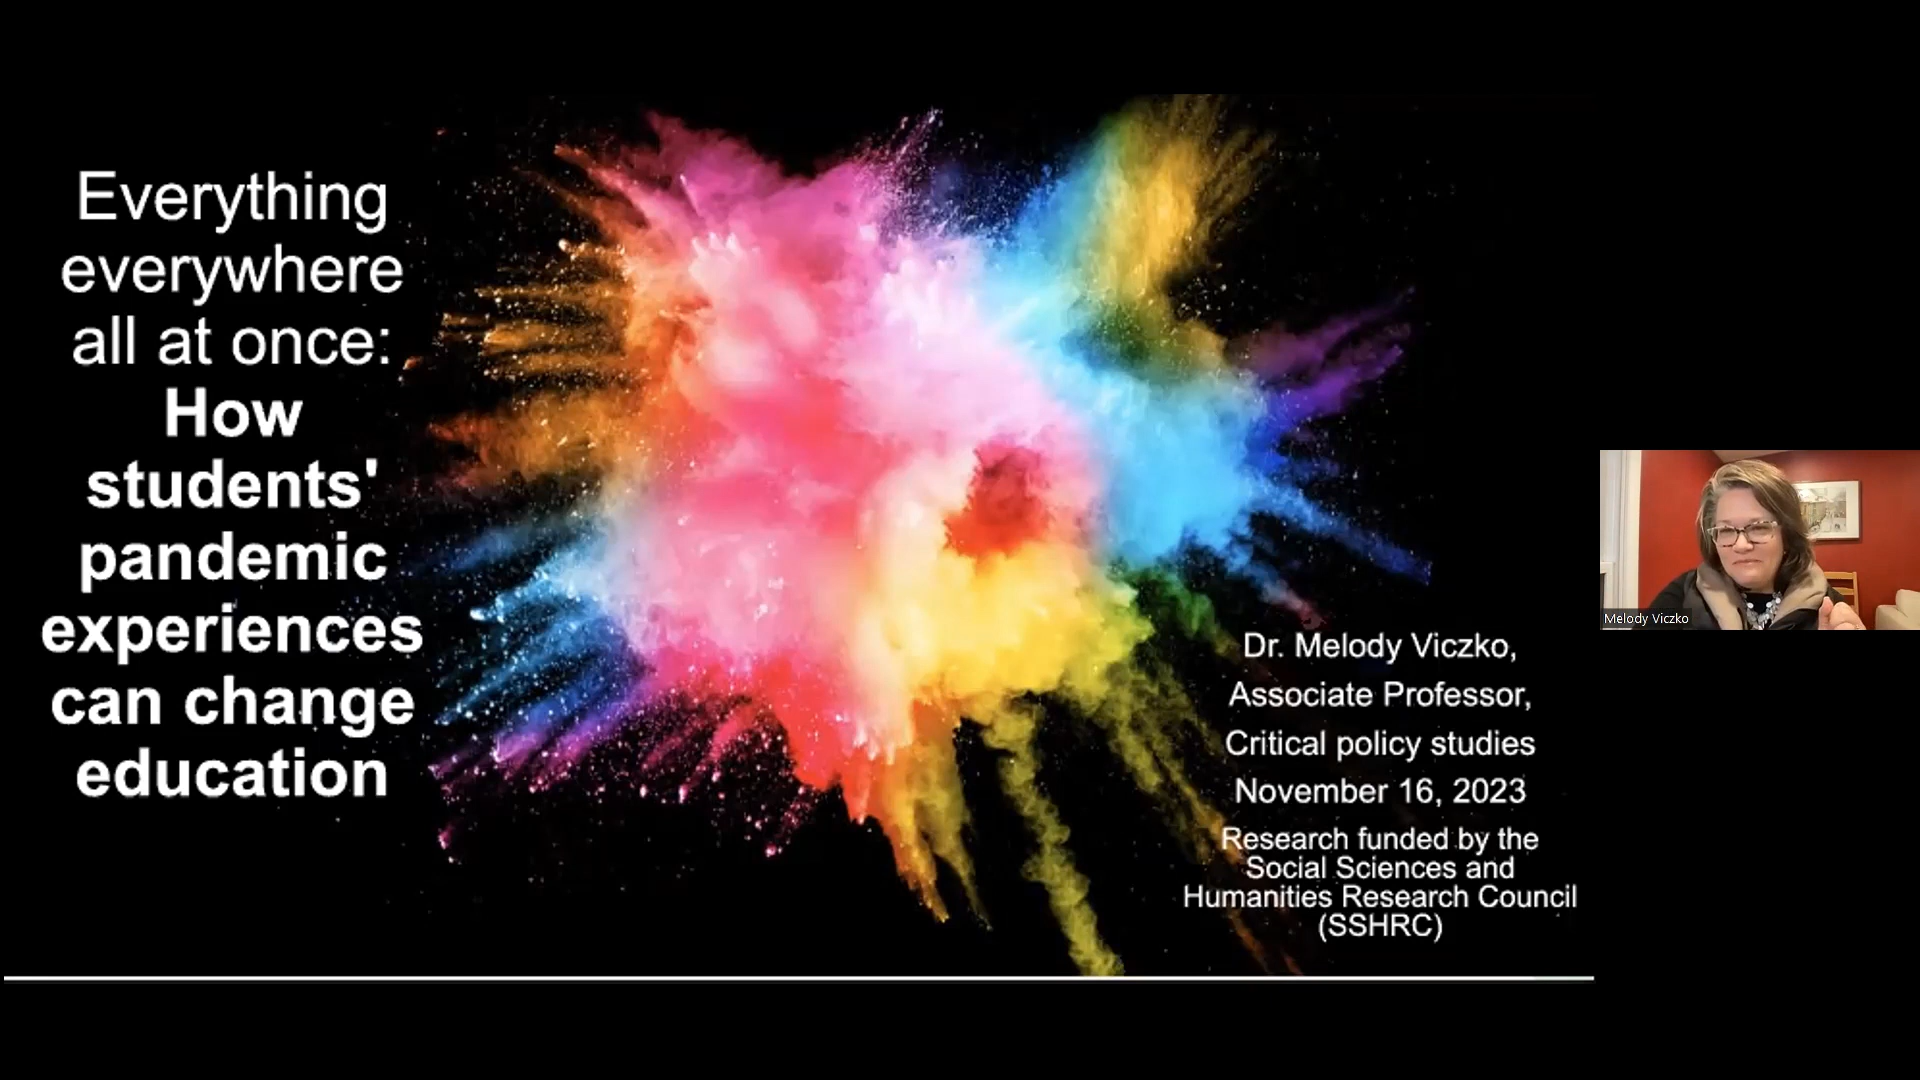 Everything
everywhere
all at once:
How
students'
pandemic
experiences
can change
education
Dr. Melody Viczko,
Associate Professor,
Critical policy studies
November 16, 2023
Research funded by the
Social Sciences and
Humanities Research Council
(SSHRC)
Melody Viczko